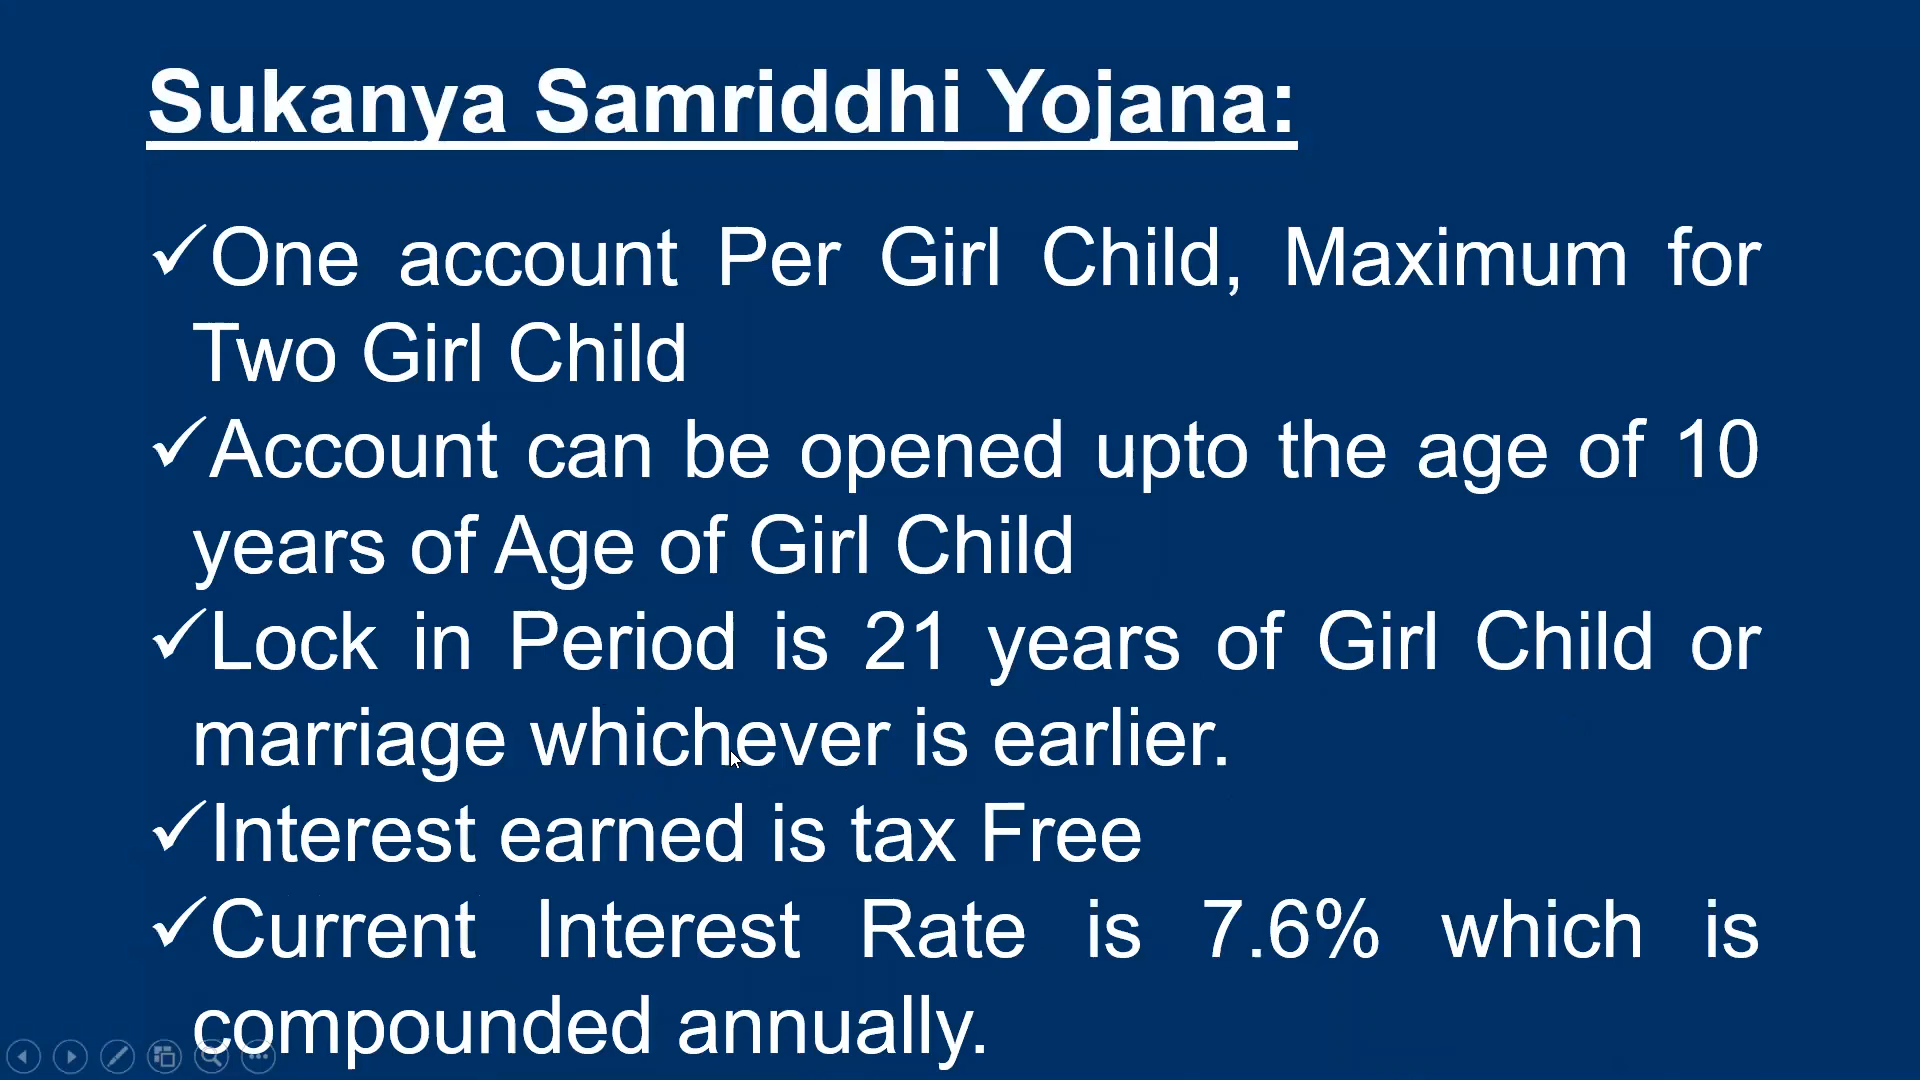 Sukanya Samriddhi Yojana:
✓One account Per Girl Child, Maximum for
Two Girl Child
✓Account can be opened upto the age of 10
years of Age of Girl Child
✓Lock in Period is 21 years of Girl Child or
marriage whichever is earlier.
✓Interest earned is tax Free
✓Current Interest Rate is 7.6% which is
compounded annually.